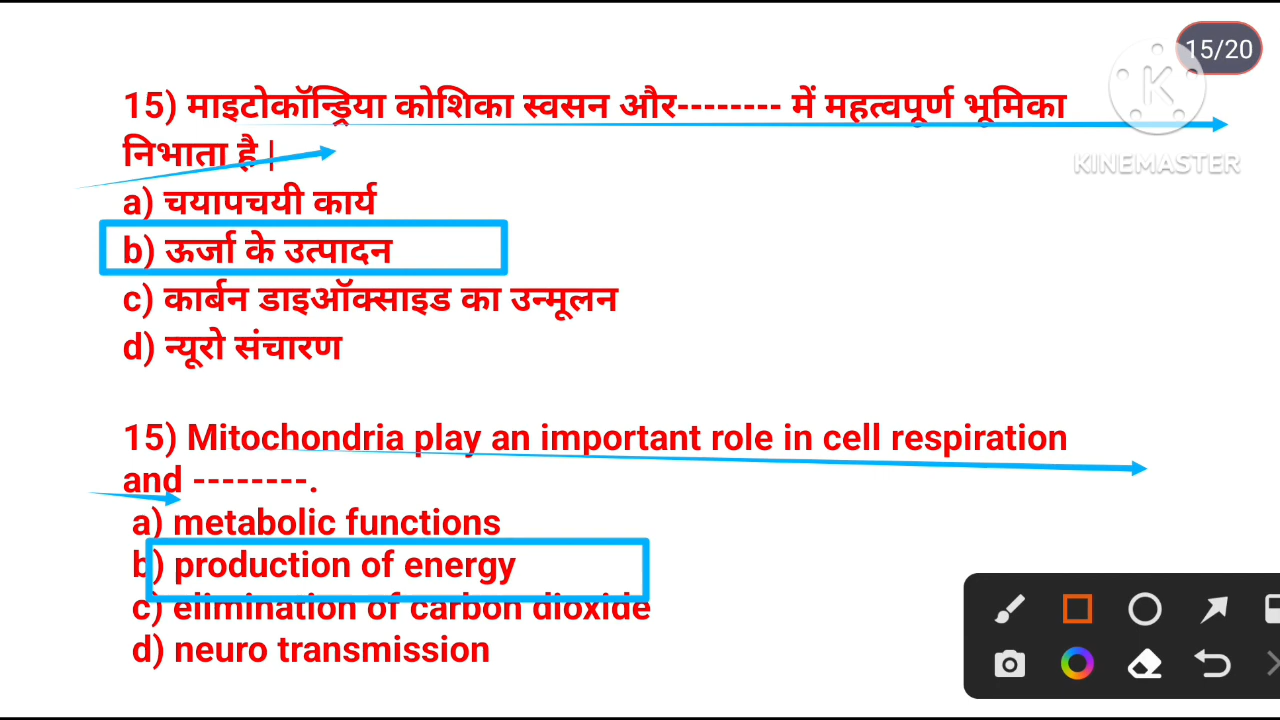 15/20
15) माइटोकॉन्ड्रिया कोशिका स्वसन और-------- में महत्वपूर्ण भूमिका
निभाता है|
KINEMASTER
a) चयापचयी कार्य
b) ऊर्जा के उत्पादन
c) कार्बन डाइऑक्साइड का उन्मूलन
d) न्यूरो संचारण
15) Mitochondria play an important role in cell respiration
and --------.
a) metabolic functions
b) production of energy
c) elimination of carbon dioxide
d) neuro transmission